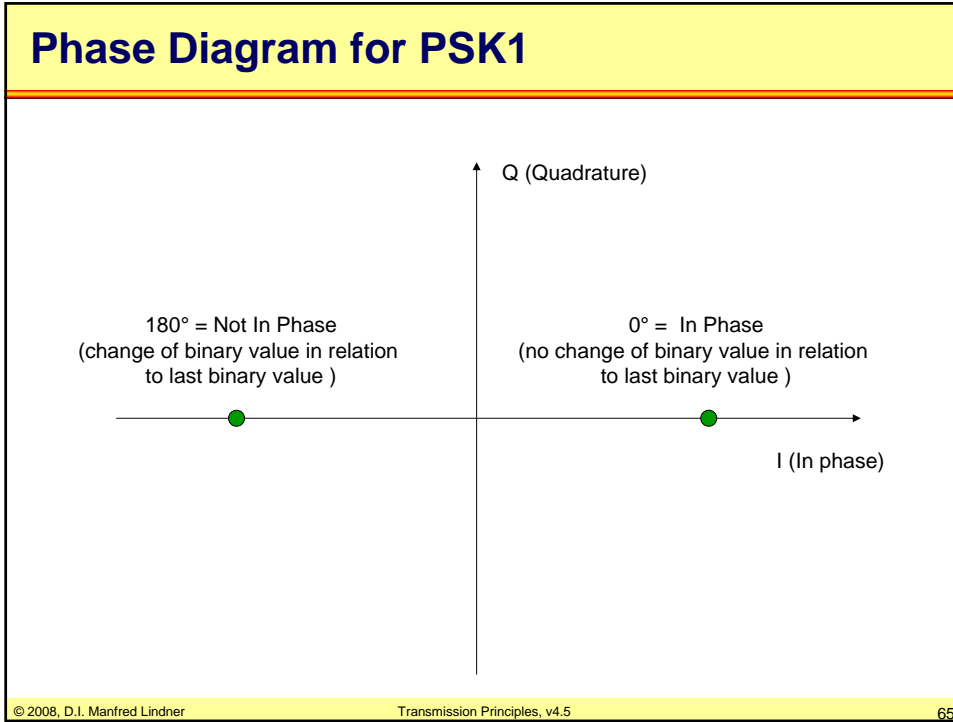 Phase Diagram for PSK1
Q (Quadrature)
180° = Not In Phase
(change of binary value in relation
to last binary value )
0° =  In Phase
(no change of binary value in relation
to last binary value )
I (In phase)
© 2008, D.I. Manfred Lindner
Transmission Principles, v4.5
65